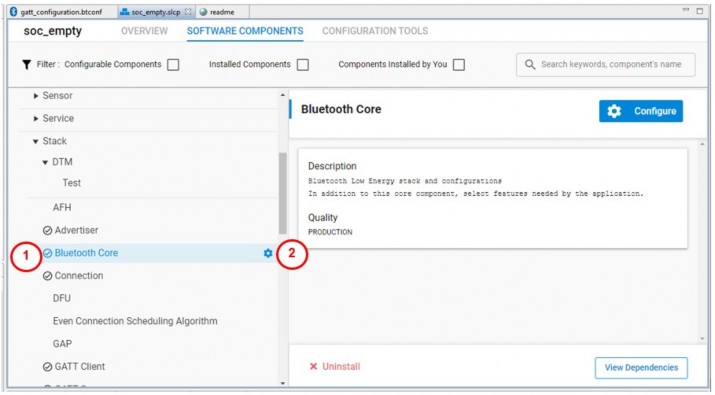 gatt_configuration.btconf
soc_empty.slcp
readme
soc_empty
OVERVIEW
SOFTWARE COMPONENTS
CONFIGURATION TOOLS
Filter : Configurable Components
Installed Components
Components Installed by You
Search keywords, component's name
Sensor
Service
Stack
DTM
Test
AFH
Advertiser
1
Bluetooth Core
2
Connection
DFU
Even Connection Scheduling Algorithm
GAP
GATT Client
Bluetooth Core
Configure
Description
Bluetooth Low Energy stack and configurations
In addition to this core component, select features needed by the application.
Quality
PRODUCTION
Uninstall
View Dependencies